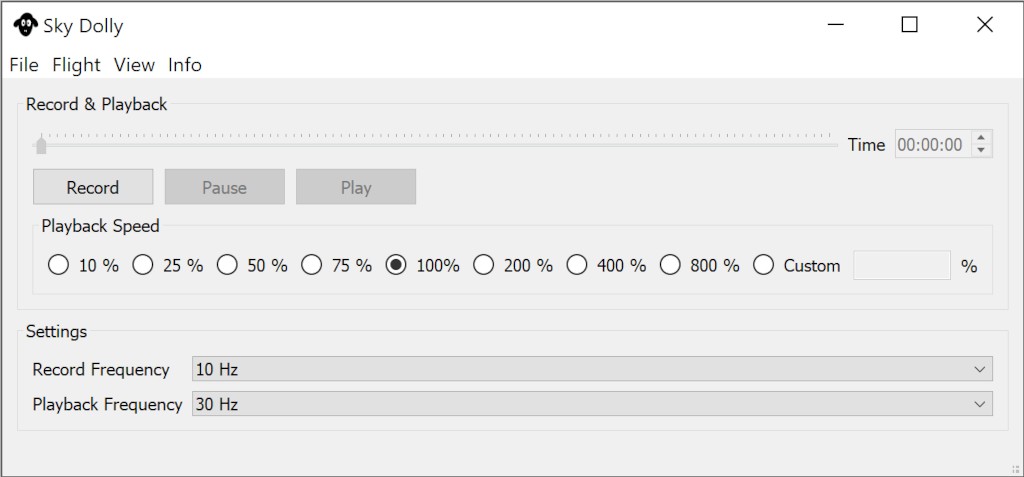 Sky Dolly
File Flight View Info
Record & Playback
Time 00:00:00
Record Pause Play
Playback Speed
10 % 25 % 50 % 75 % 100% 200 % 400 % 800 % Custom %
Settings
Record Frequency 10 Hz
Playback Frequency 30 Hz